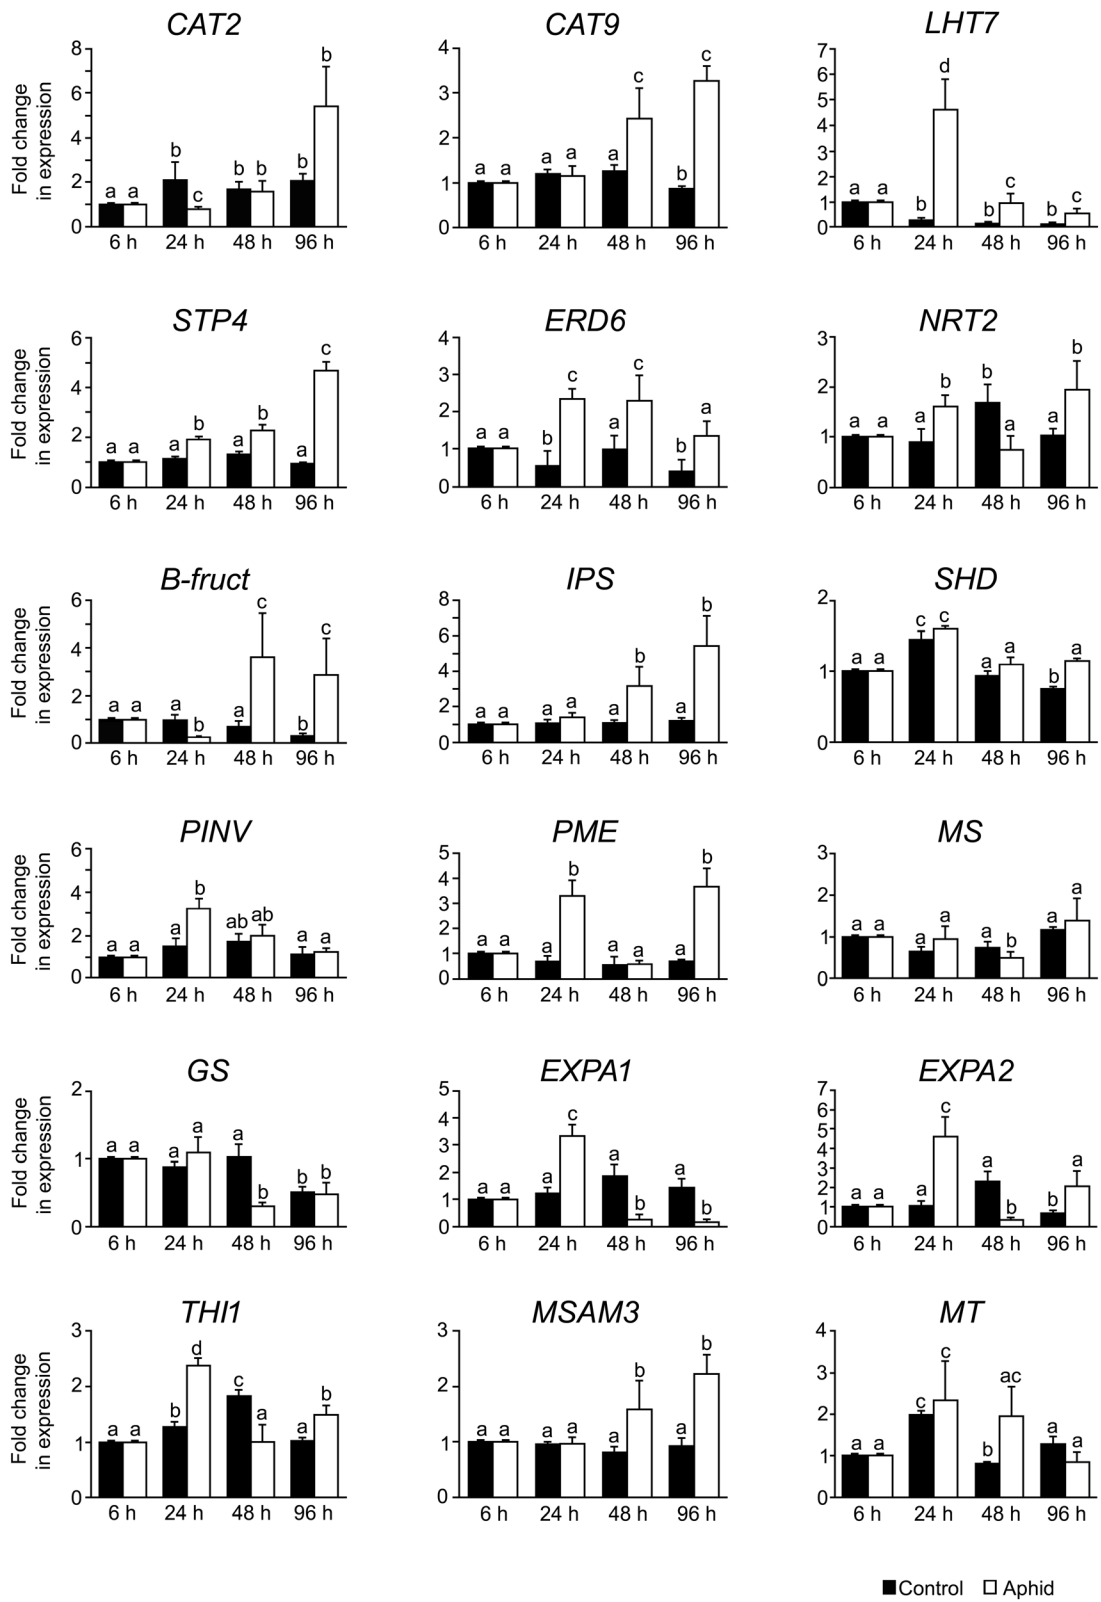 CAT2 CAT9 LHT7
Fold change
in expression
8
6
4
2
0
a a b c b b b b
6 h 24 h 48 h 96 h
4
3
2
1
0
a a a a a c b c
6 h 24 h 48 h 96 h
7
6
5
4
3
2
1
0
a a b d b c b c
6 h 24 h 48 h 96 h
STP4 ERD6 NRT2
Fold change
in expression
6
4
2
0
a a a b a b a c
6 h 24 h 48 h 96 h
4
3
2
1
0
a a b c a c b a
6 h 24 h 48 h 96 h
3
2
1
0
a a a b b a a b
6 h 24 h 48 h 96 h
B-fruct IPS SHD
Fold change
in expression
6
4
2
0
a a a b a c b c
6 h 24 h 48 h 96 h
8
6
4
2
0
a a a a a b a b
6 h 24 h 48 h 96 h
2
1
0
a a c c a a b a
6 h 24 h 48 h 96 h
PINV PME MS
Fold change
in expression
6
4
2
0
a a a b ab ab a a
6 h 24 h 48 h 96 h
5
4
3
2
1
0
a a a b a a a b
6 h 24 h 48 h 96 h
3
2
1
0
a a a a a b a a
6 h 24 h 48 h 96 h
GS EXPA1 EXPA2
Fold change
in expression
2
1
0
a a a a a b b b
6 h 24 h 48 h 96 h
5
4
3
2
1
0
a a a c a b a b
6 h 24 h 48 h 96 h
7
6
5
4
3
2
1
0
a a a c a b b a
6 h 24 h 48 h 96 h
THI1 MSAM3 MT
Fold change
in expression
3
2
1
0
a a b d c a a b
6 h 24 h 48 h 96 h
3
2
1
0
a a a a a b a b
6 h 24 h 48 h 96 h
4
3
2
1
0
a a c c b ac a a
6 h 24 h 48 h 96 h
Control Aphid